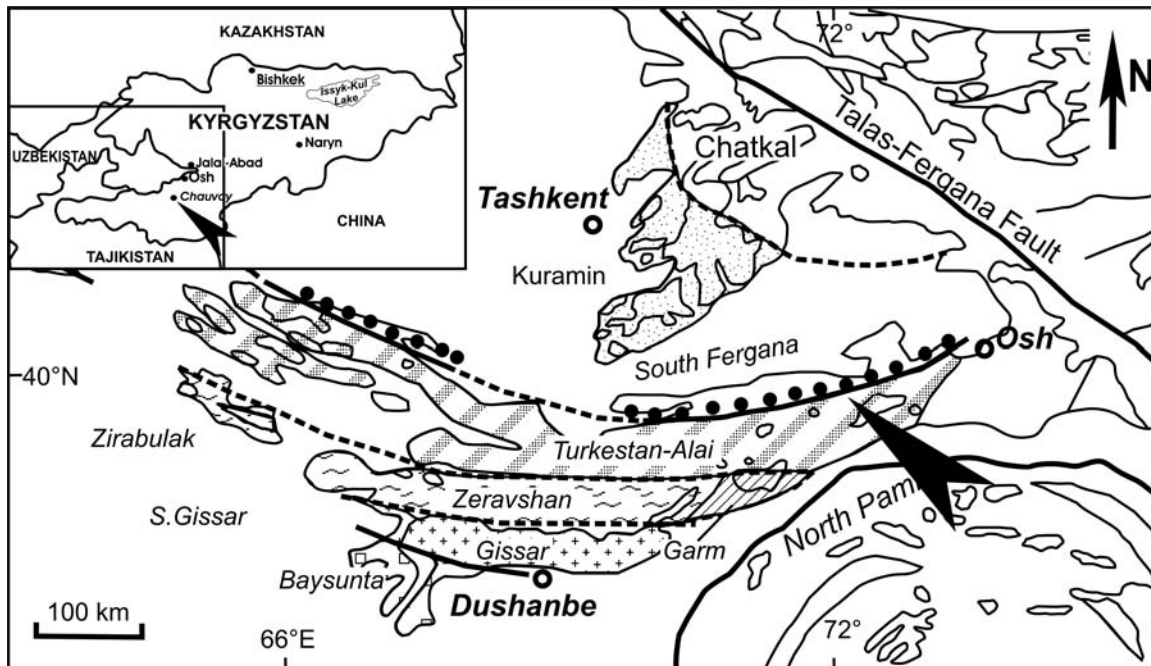 KAZAKHSTAN
Bishkek
Issyk-Kul
Lake
KYRGYZSTAN
Naryn
UZBEKISTAN
Jalal-Abad
Osh
Chauvay
CHINA
TAJIKISTAN
72°
N
Talas-Fergana Fault
Chatkal
Tashkent
Kuramin
South Fergana
Osh
40°N
Turkestan-Alai
Zirabulak
Zeravshan
S.Gissar
North Pamir
Gissar
Garm
Baysunta
Dushanbe
100 km
66°E
72°